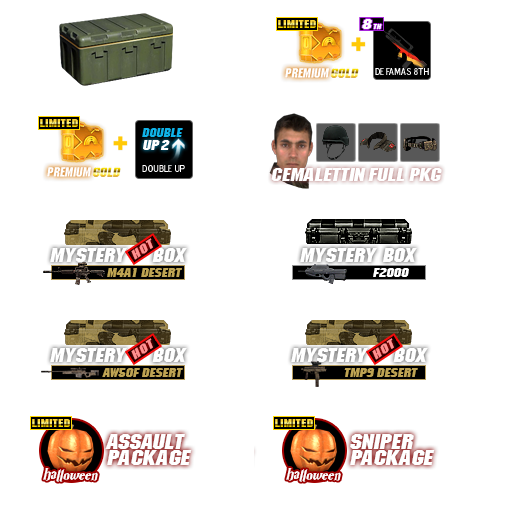 LIMITED
PREMIUM GOLD
+
8TH
DE FAMAS 8TH
LIMITED
PREMIUM GOLD
+
DOUBLE
UP 2
DOUBLE UP
CEMALETTIN FULL PKG
MYSTERY HOT BOX
M4A1 DESERT
MYSTERY BOX
F2000
MYSTERY HOT BOX
AW50F DESERT
MYSTERY HOT BOX
TMP9 DESERT
LIMITED
halloween
ASSAULT
PACKAGE
LIMITED
halloween
SNIPER
PACKAGE